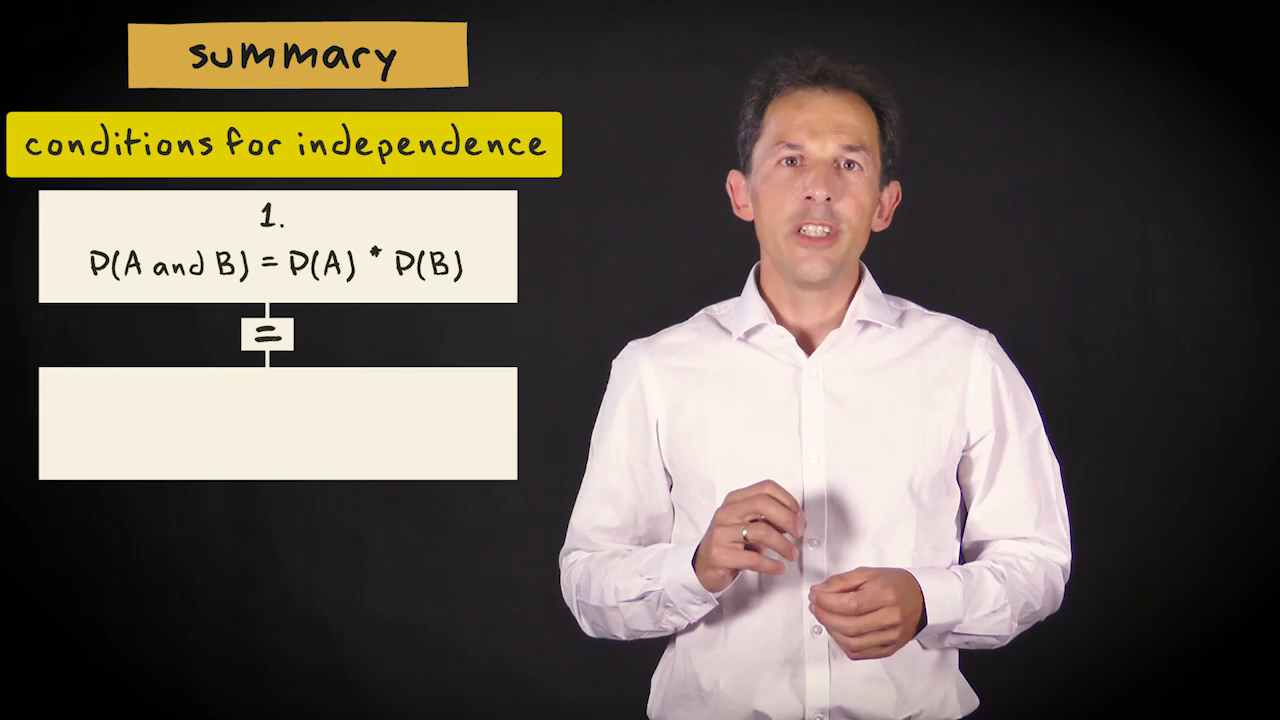 summary
conditions for independence
1.
P(A and B) = P(A) * P(B)
=